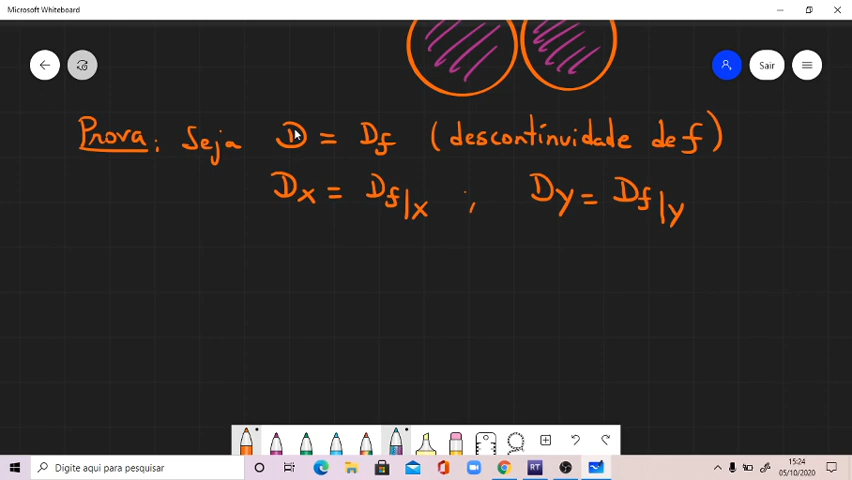 Microsoft Whiteboard
Sair
Prova: Seja D = Df (descontinuidade de f)
Dx = Df|x ; Dy = Df|y
Digite aqui para pesquisar
RT
15:24
05/10/2020